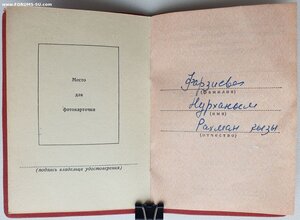 www.FORUMS-SU.com
Место
для
фотокарточки
(подпись владельца удостоверения)
Фарзиева
(фамилия)
Нурханым
(имя)
Рахман кызы
(отчество)